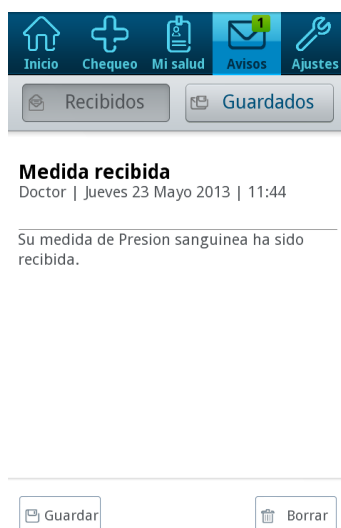 1
Inicio Chequeo Mi salud Avisos Ajustes
Recibidos Guardados
Medida recibida
Doctor | Jueves 23 Mayo 2013 | 11:44
Su medida de Presion sanguinea ha sido
recibida.
Guardar Borrar